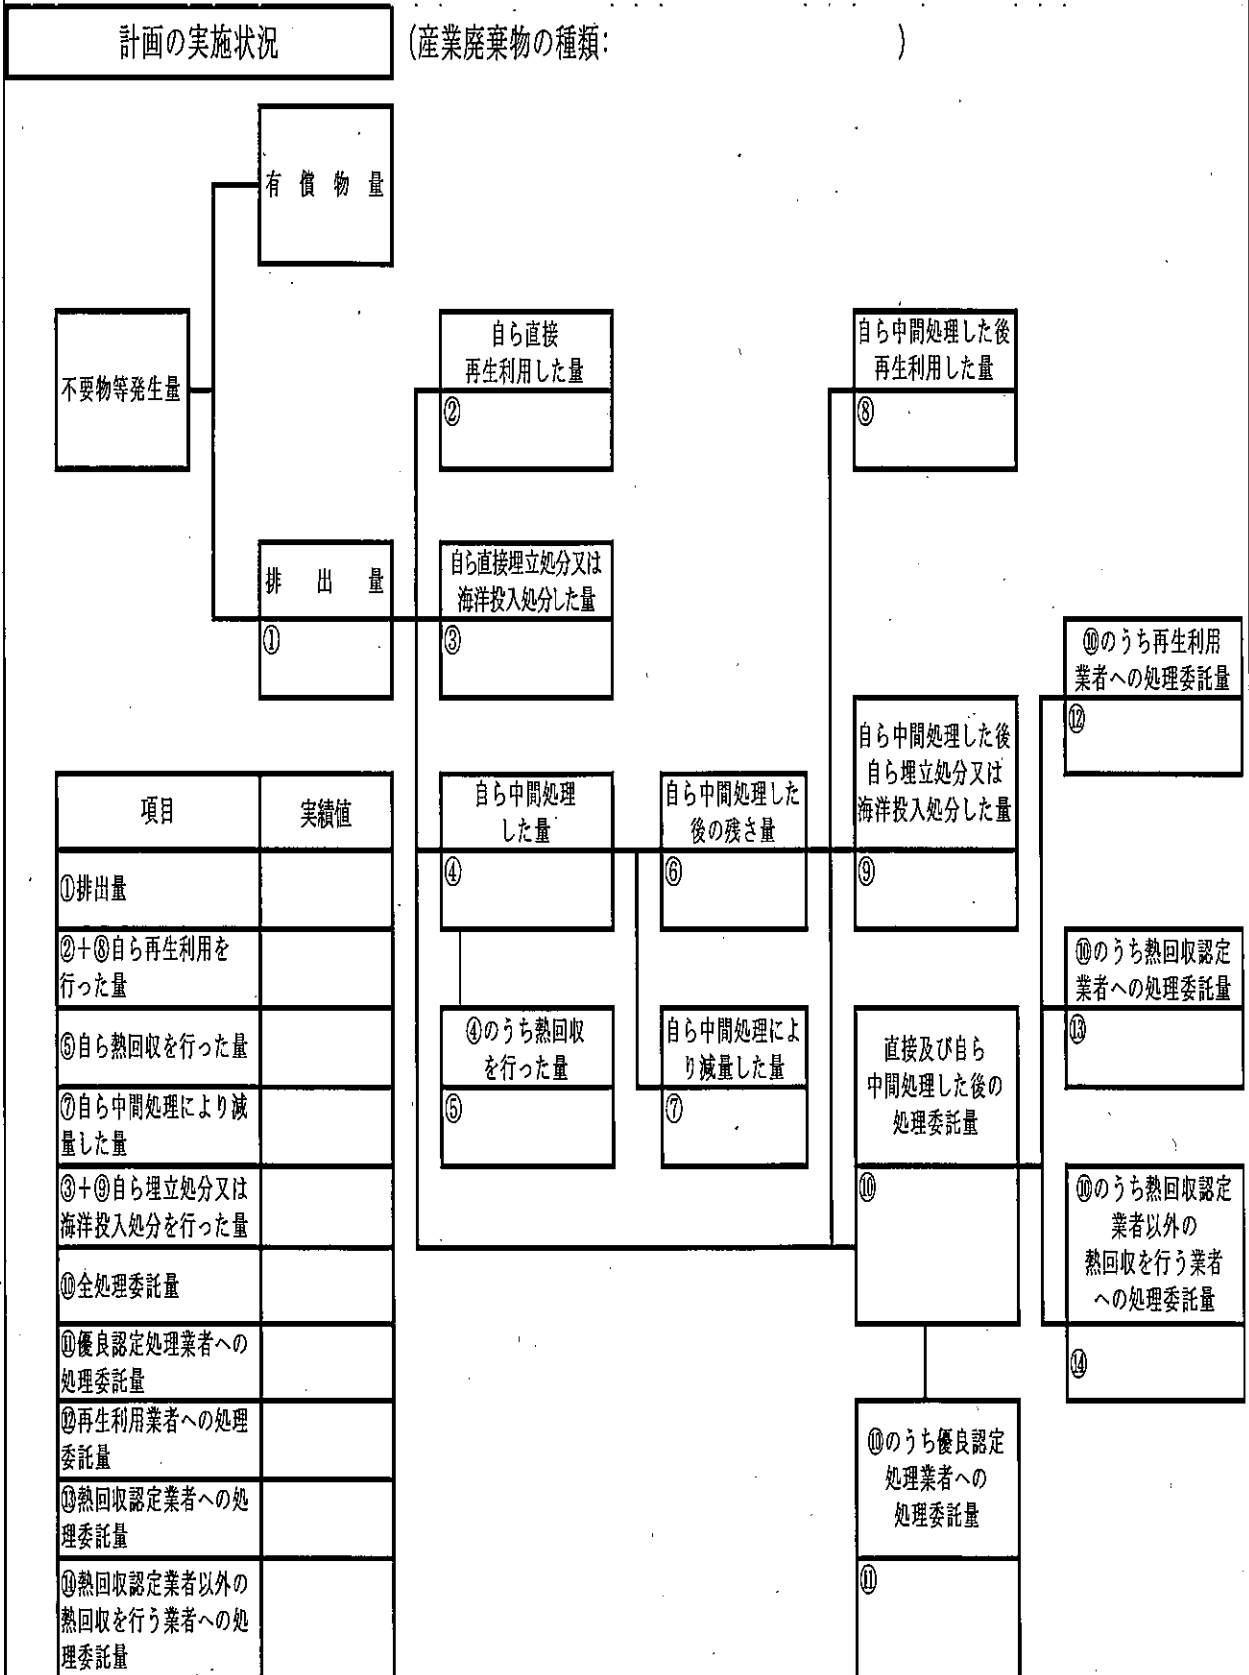 計画の実施状況
(産業廃棄物の種類: )
有償物量
不要物等発生量
自ら直接
再生利用した量
②
自ら中間処理した後
再生利用した量
⑧
排出量
①
自ら直接埋立処分又は
海洋投入処分した量
③
⑩のうち再生利用
業者への処理委託量
⑫
自ら中間処理した後
自ら埋立処分又は
海洋投入処分した量
⑨
自ら中間処理
した量
④
自ら中間処理した
後の残さ量
⑥
⑩のうち熱回収認定
業者への処理委託量
⑬
④のうち熱回収
を行った量
⑤
自ら中間処理によ
り減量した量
⑦
直接及び自ら
中間処理した後の
処理委託量
⑩
⑩のうち熱回収認定
業者以外の
熱回収を行う業者
への処理委託量
⑭
⑩のうち優良認定
処理業者への
処理委託量
⑪
項目 実績値
①排出量
②+⑧自ら再生利用を
行った量
⑤自ら熱回収を行った量
⑦自ら中間処理により減
量した量
③+⑨自ら埋立処分又は
海洋投入処分を行った量
⑩全処理委託量
⑪優良認定処理業者への
処理委託量
⑫再生利用業者への処理
委託量
⑬熱回収認定業者への処
理委託量
⑭熱回収認定業者以外の
熱回収を行う業者への処
理委託量